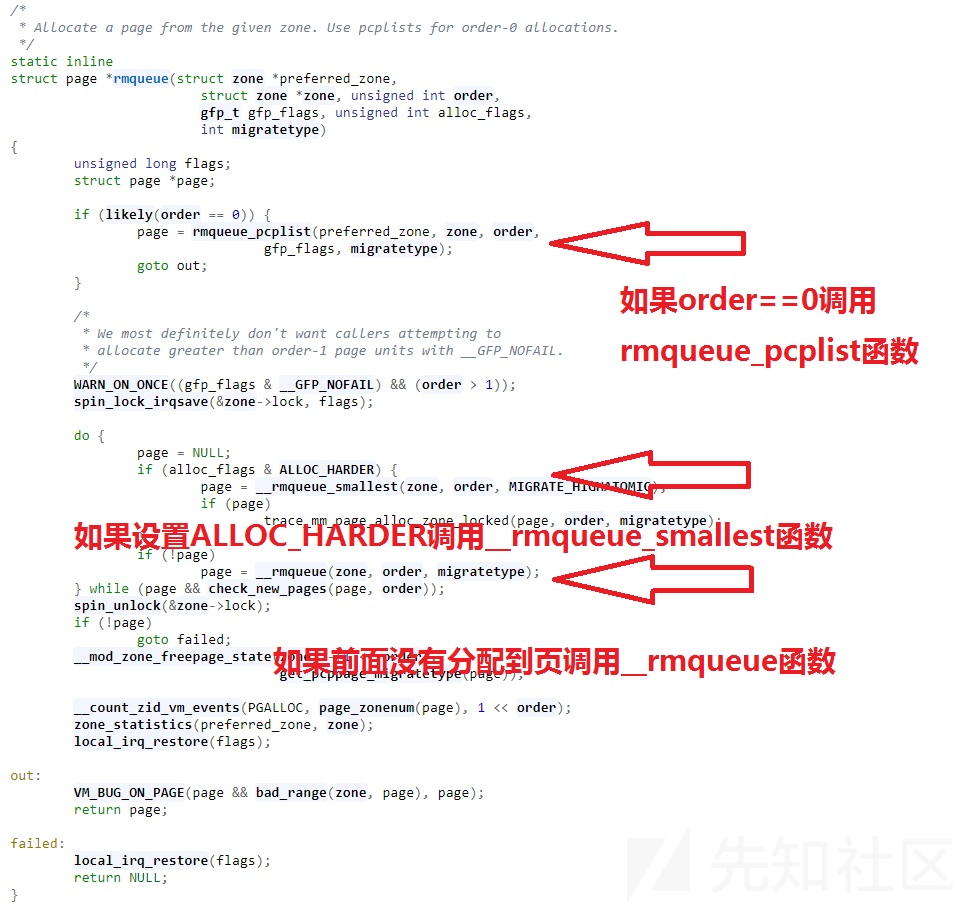 /*
 * Allocate a page from the given zone. Use pcplists for order-0 allocations.
 */
static inline
struct page *rmqueue(struct zone *preferred_zone,
struct zone *zone, unsigned int order,
gfp_t gfp_flags, unsigned int alloc_flags,
int migratetype)
{
unsigned long flags;
struct page *page;
if (likely(order == 0)) {
page = rmqueue_pcplist(preferred_zone, zone, order,
gfp_flags, migratetype);
goto out;
}
如果order==0调用
rmqueue_pcplist函数
/*
 * We most definitely don't want callers attempting to
 * allocate greater than order-1 page units with __GFP_NOFAIL.
 */
WARN_ON_ONCE((gfp_flags & __GFP_NOFAIL) && (order > 1));
spin_lock_irqsave(&zone->lock, flags);
do {
page = NULL;
if (alloc_flags & ALLOC_HARDER) {
page = __rmqueue_smallest(zone, order, MIGRATE_HIGHATOMIC);
if (page)
trace_mm_page_alloc_zone_locked(page, order, migratetype);
如果设置ALLOC_HARDER调用__rmqueue_smallest函数
if (!page)
page = __rmqueue(zone, order, migratetype);
} while (page && check_new_pages(page, order));
spin_unlock(&zone->lock);
if (!page)
goto failed;
__mod_zone_freepage_state(zone
如果前面没有分配到页调用__rmqueue函数
get_pcppage_migratetype(page));
__count_zid_vm_events(PGALLOC, page_zonenum(page), 1 << order);
zone_statistics(preferred_zone, zone);
local_irq_restore(flags);
out:
VM_BUG_ON_PAGE(page && bad_range(zone, page), page);
return page;
failed:
local_irq_restore(flags);
return NULL;
}
先知社区